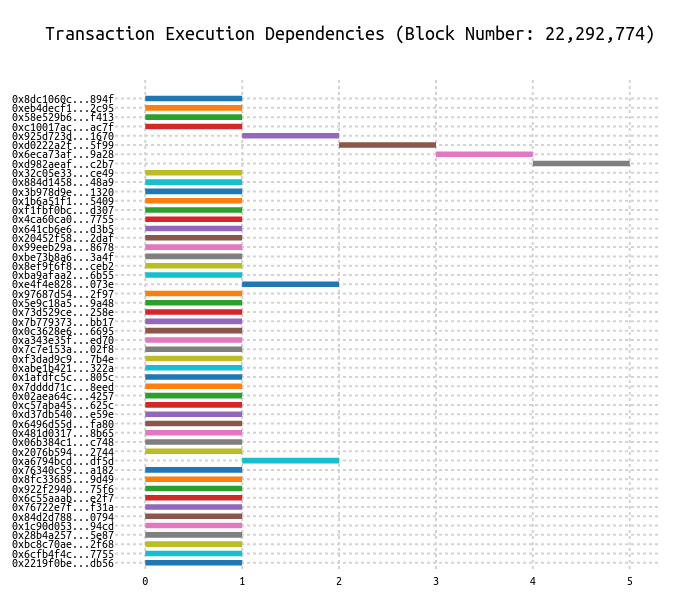 Transaction Execution Dependencies (Block Number: 22,292,774)
0x8dc1060c...894f
0xeb4decf1...2c95
0x58e529b6...f413
0xc10017ac...ac7f
0x925d723d...1670
0xd0222a2f...5f99
0x6eca73af...9a28
0xd982aeaf...c2b7
0x32c05e33...ce49
0x884d1458...48a9
0x3b978d9e...1320
0x1b6a51f1...5409
0xf1fbf0bc...d307
0x4ca60ca0...7755
0x641cb6e6...d3b5
0x20452f58...2daf
0x99eeb29a...8678
0xbe73b8a6...3a4f
0x8ef9f6f8...ceb2
0xba9afaa2...6b55
0xe4f4e828...073e
0x97687d54...2f97
0x5e9c18a5...9a48
0x73d529ce...258e
0x7b779373...bb17
0x0c3628e6...6695
0xa343e35f...ed70
0x7c7e153a...02f8
0xf3dad9c9...7b4e
0xabe1b421...322a
0x1afdfc5c...805c
0x7dddd71c...8eed
0x02aea64c...4257
0xc57aba45...625c
0xd37db540...e59e
0x6496d55d...fa80
0x481d0317...8b65
0x06b384c1...c748
0x2076b594...2744
0xa6794bcd...df5d
0x76340c59...a182
0x8fc33685...9d49
0x922f2940...75f6
0x6c55aaab...e2f7
0x76722e7f...f31a
0x84d2d788...0794
0x1c90d053...94cd
0x28b4a257...5e87
0xbc8c70ae...2f68
0x6cfb4f4c...7755
0x2219f0be...db56
0 1 2 3 4 5